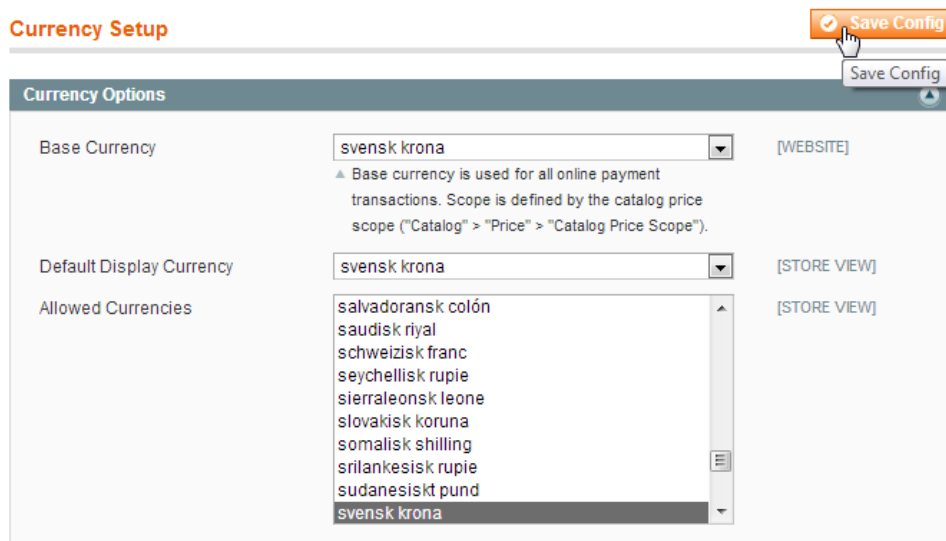 Currency Setup
Save Config
Save Config
Currency Options
Base Currency
svensk krona
[WEBSITE]
Base currency is used for all online payment
transactions. Scope is defined by the catalog price
scope ("Catalog" > "Price" > "Catalog Price Scope").
Default Display Currency
svensk krona
[STORE VIEW]
Allowed Currencies
[STORE VIEW]
salvadoransk colón
saudisk riyal
schweizisk franc
seychellisk rupie
sierraleonsk leone
slovakisk koruna
somalisk shilling
srilankesisk rupie
sudanesiskt pund
svensk krona